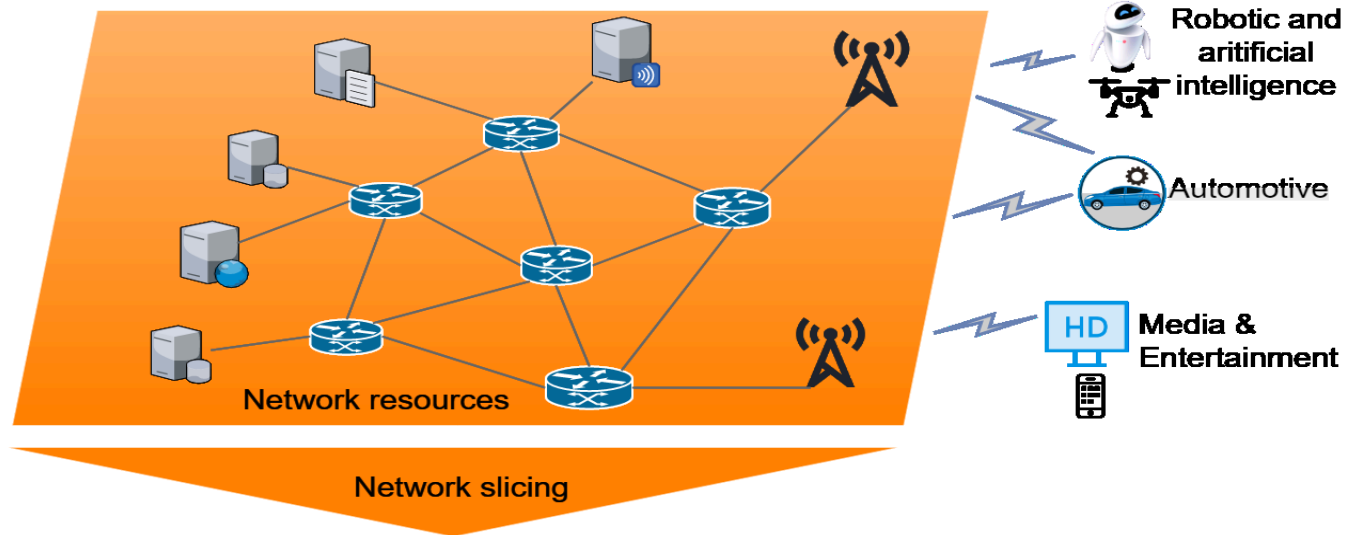 Robotic and
aritificial
intelligence
Automotive
HD
Media &
Entertainment
Network resources
Network slicing